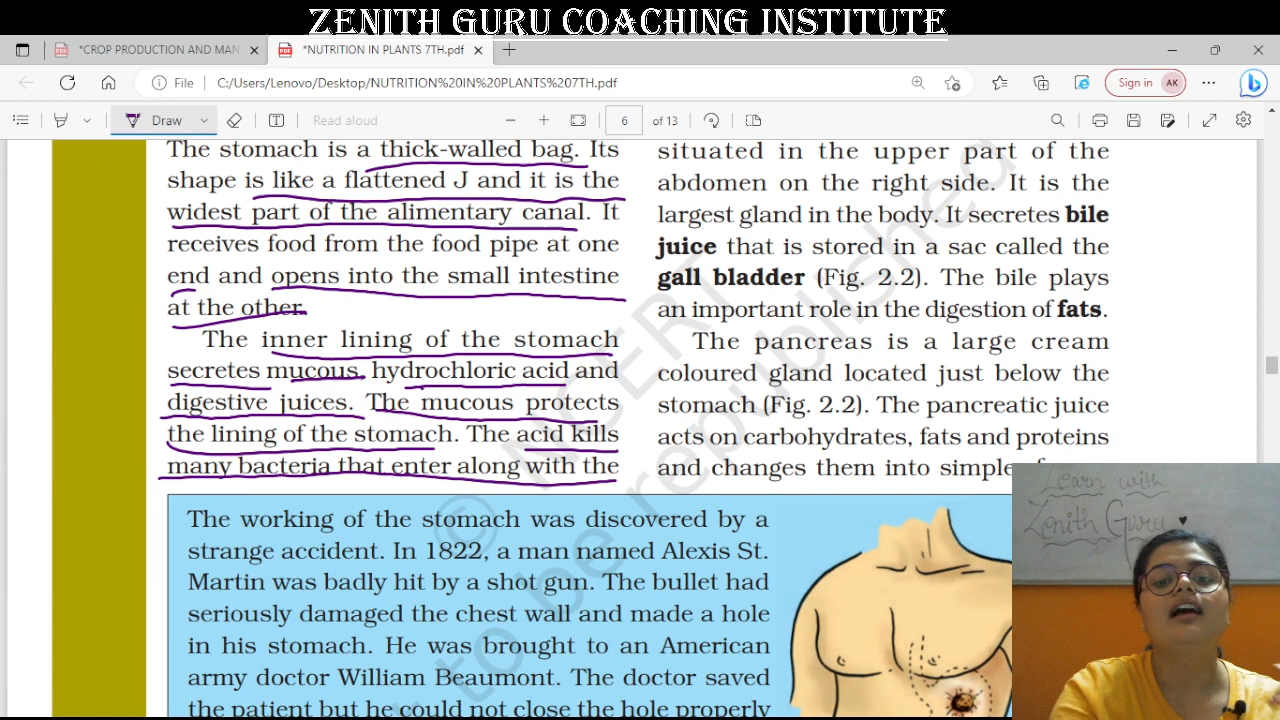 ZENITH GURU COACHING INSTITUTE
*CROP PRODUCTION AND MAN
*NUTRITION IN PLANTS 7TH.pdf
File C:/Users/Lenovo/Desktop/NUTRITION%20IN%20PLANTS%207TH.pdf
Sign in AK
Draw
Read aloud
6 of 13
The stomach is a thick-walled bag. Its
shape is like a flattened J and it is the
widest part of the alimentary canal. It
receives food from the food pipe at one
end and opens into the small intestine
at the other.
The inner lining of the stomach
secretes mucous, hydrochloric acid and
digestive juices. The mucous protects
the lining of the stomach. The acid kills
many bacteria that enter along with the
situated in the upper part of the
abdomen on the right side. It is the
largest gland in the body. It secretes bile
juice that is stored in a sac called the
gall bladder (Fig. 2.2). The bile plays
an important role in the digestion of fats.
The pancreas is a large cream
coloured gland located just below the
stomach (Fig. 2.2). The pancreatic juice
acts on carbohydrates, fats and proteins
and changes them into simple
The working of the stomach was discovered by a
strange accident. In 1822, a man named Alexis St.
Martin was badly hit by a shot gun. The bullet had
seriously damaged the chest wall and made a hole
in his stomach. He was brought to an American
army doctor William Beaumont. The doctor saved
the patient but he could not close the hole properly
© NCERT
to be republished
Learn with
Zenith Guru